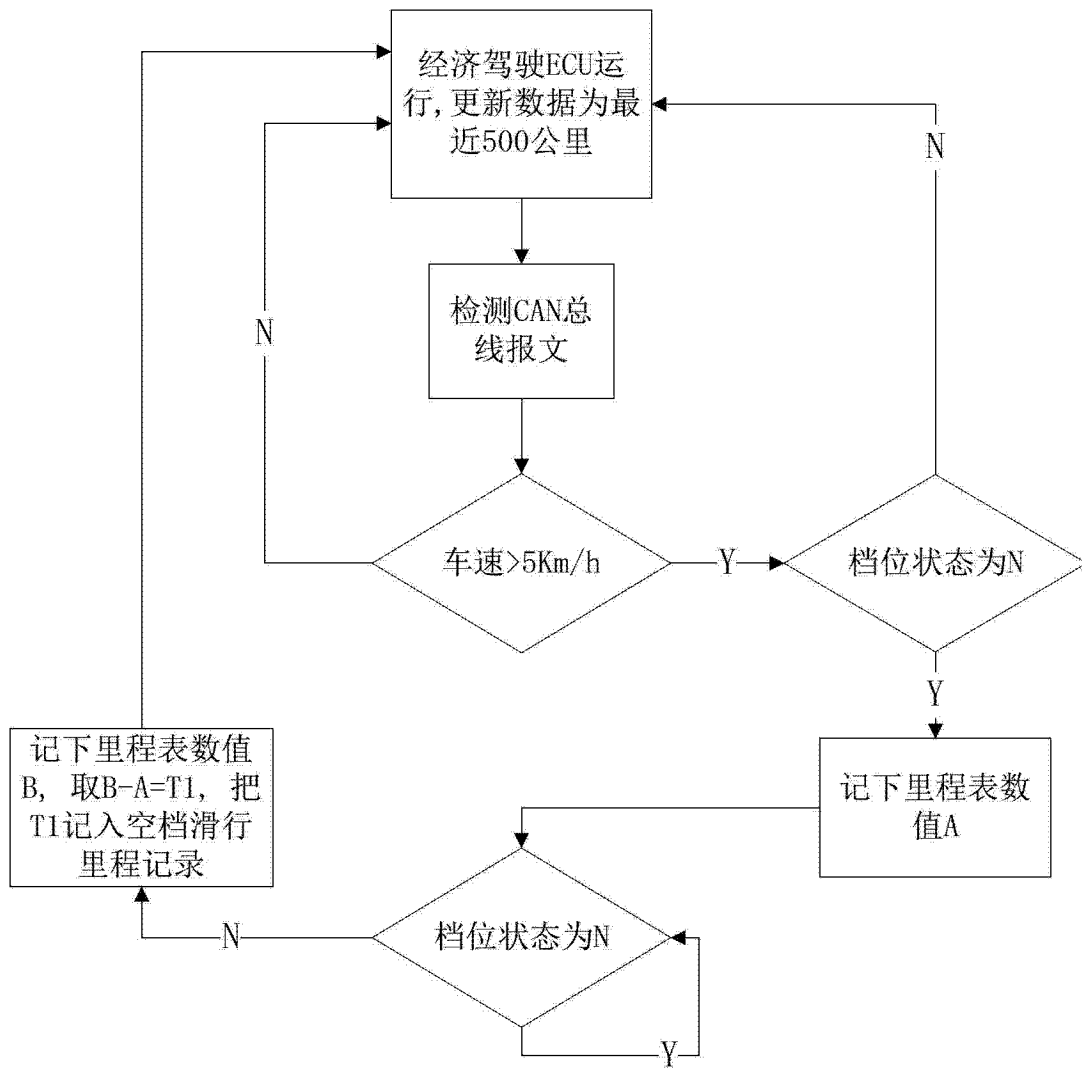 经济驾驶ECU运
行,更新数据为最
近500公里
N
N
检测CAN总
线报文
车速>5Km/h
Y
档位状态为N
Y
记下里程表数值
B, 取B-A=T1, 把
T1记入空档滑行
里程记录
记下里程表数
值A
N
档位状态为N
Y